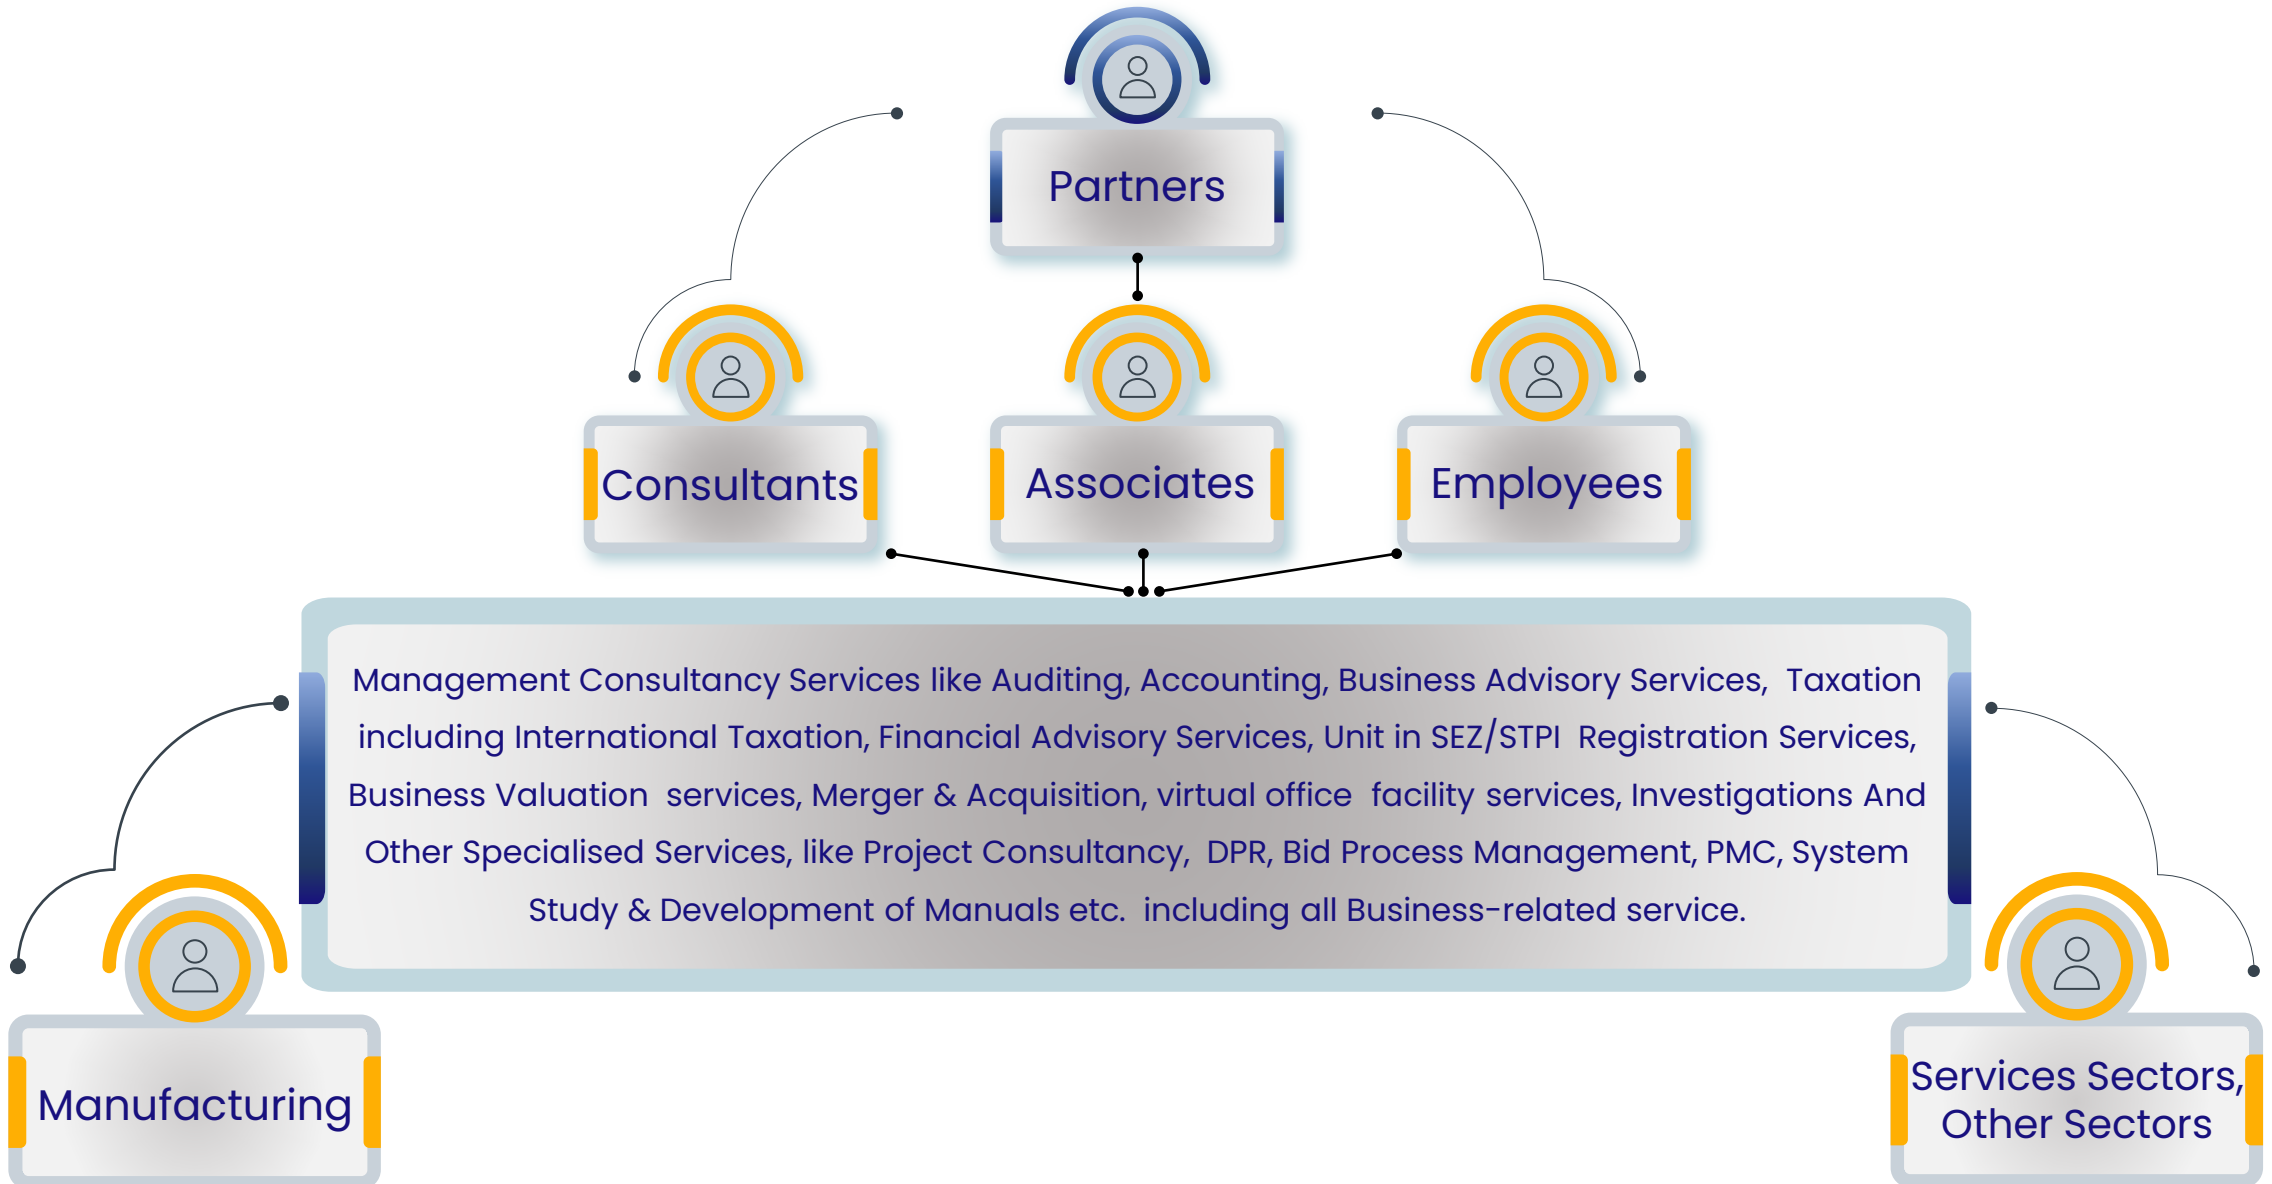 Partners
Consultants
Associates
Employees
Management Consultancy Services like Auditing, Accounting, Business Advisory Services, Taxation
including International Taxation, Financial Advisory Services, Unit in SEZ/STPI Registration Services,
Business Valuation services, Merger & Acquisition, virtual office facility services, Investigations And
Other Specialised Services, like Project Consultancy, DPR, Bid Process Management, PMC, System
Study & Development of Manuals etc. including all Business-related service.
Manufacturing
Services Sectors,
Other Sectors